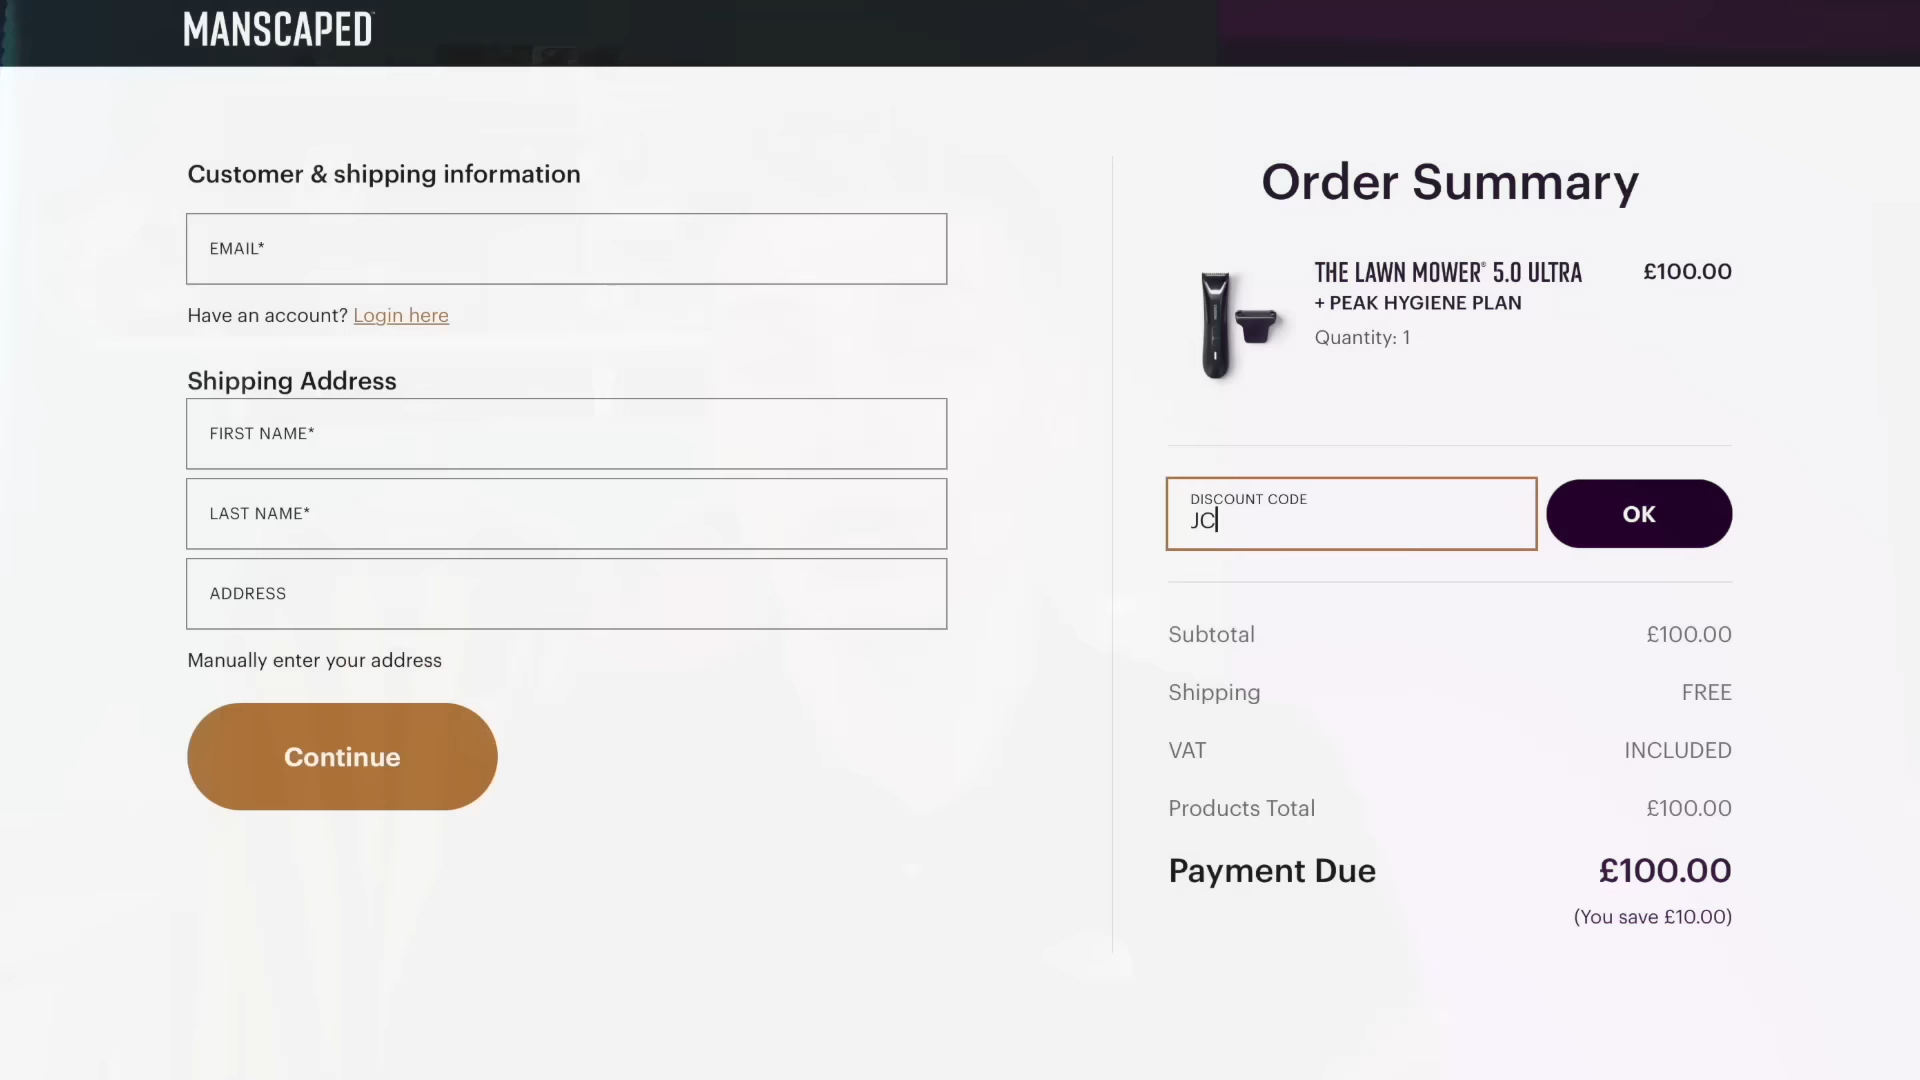 MANSCAPED
Customer & shipping information
EMAIL*
Have an account? Login here
Shipping Address
FIRST NAME*
LAST NAME*
ADDRESS
Manually enter your address
Continue
Order Summary
THE LAWN MOWER® 5.0 ULTRA £100.00
+ PEAK HYGIENE PLAN
Quantity: 1
DISCOUNT CODE
JC
OK
Subtotal £100.00
Shipping FREE
VAT INCLUDED
Products Total £100.00
Payment Due £100.00
(You save £10.00)